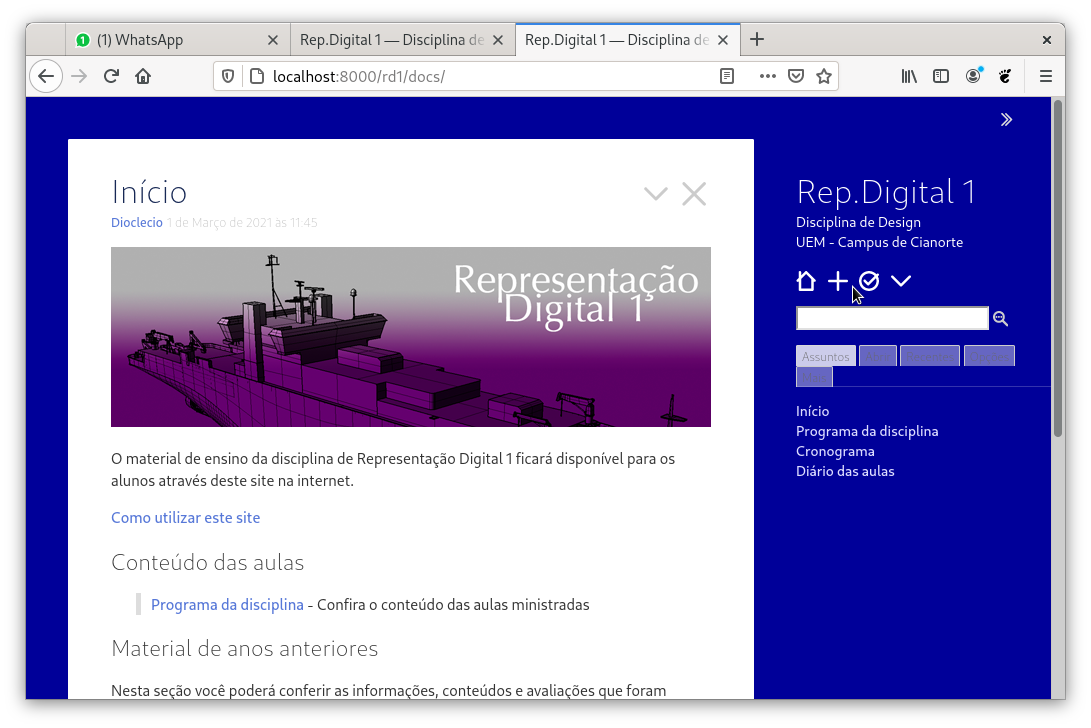 (1) WhatsApp
Rep.Digital 1 — Disciplina de
Rep.Digital 1 — Disciplina de
localhost:8000/rd1/docs/
Início
Dioclecio 1 de Março de 2021 às 11:45
Representação
Digital 1
O material de ensino da disciplina de Representação Digital 1 ficará disponível para os
alunos através deste site na internet.
Como utilizar este site
Conteúdo das aulas
Programa da disciplina - Confira o conteúdo das aulas ministradas
Material de anos anteriores
Nesta seção você poderá conferir as informações, conteúdos e avaliações que foram
Rep.Digital 1
Disciplina de Design
UEM - Campus de Cianorte
Assuntos
Início
Programa da disciplina
Cronograma
Diário das aulas